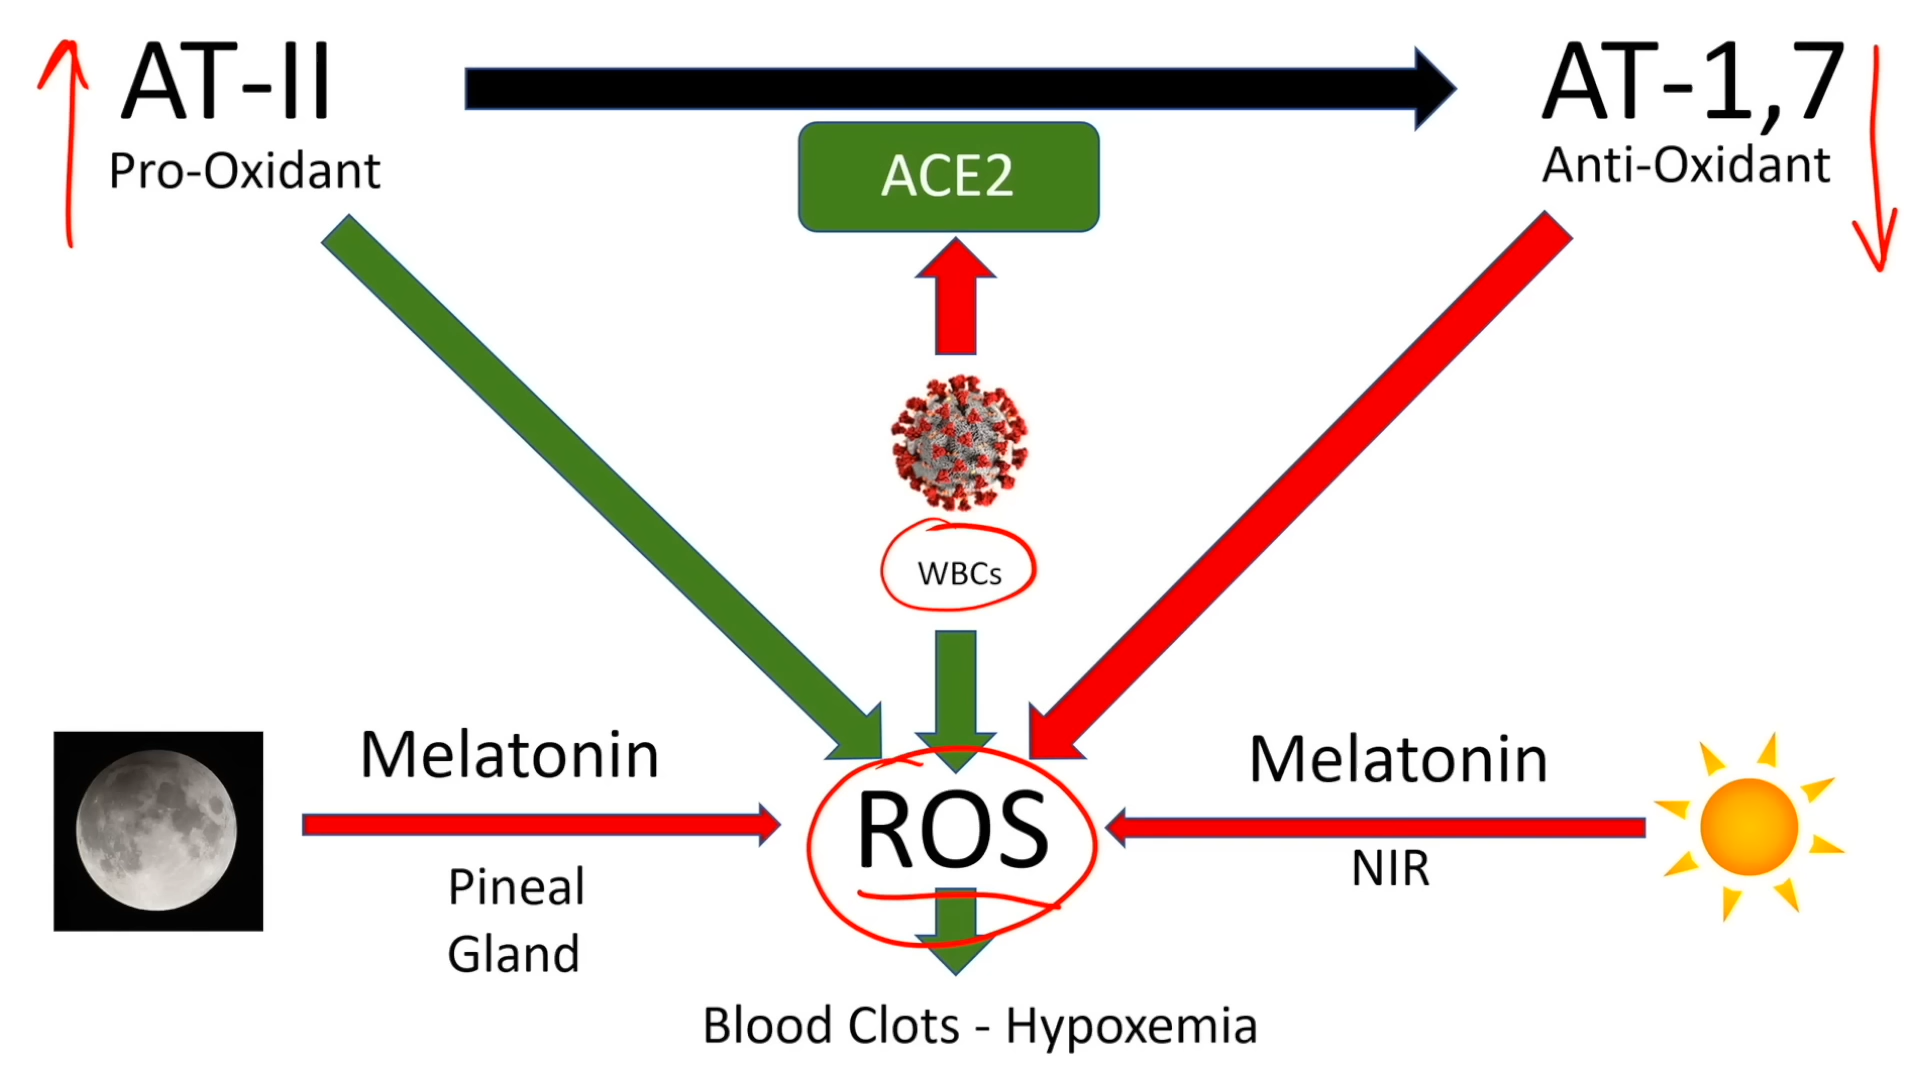 AT-II
Pro-Oxidant
ACE2
AT-1,7
Anti-Oxidant
WBCs
Melatonin
Pineal
Gland
ROS
Melatonin
NIR
Blood Clots - Hypoxemia